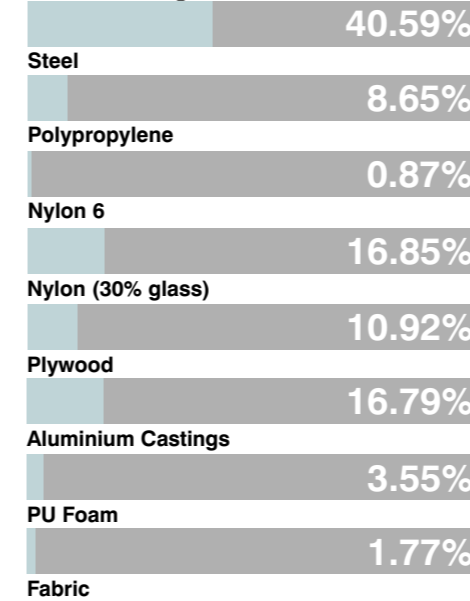 40.59%
Steel
8.65%
Polypropylene
0.87%
Nylon 6
16.85%
Nylon (30% glass)
10.92%
Plywood
16.79%
Aluminium Castings
3.55%
PU Foam
1.77%
Fabric